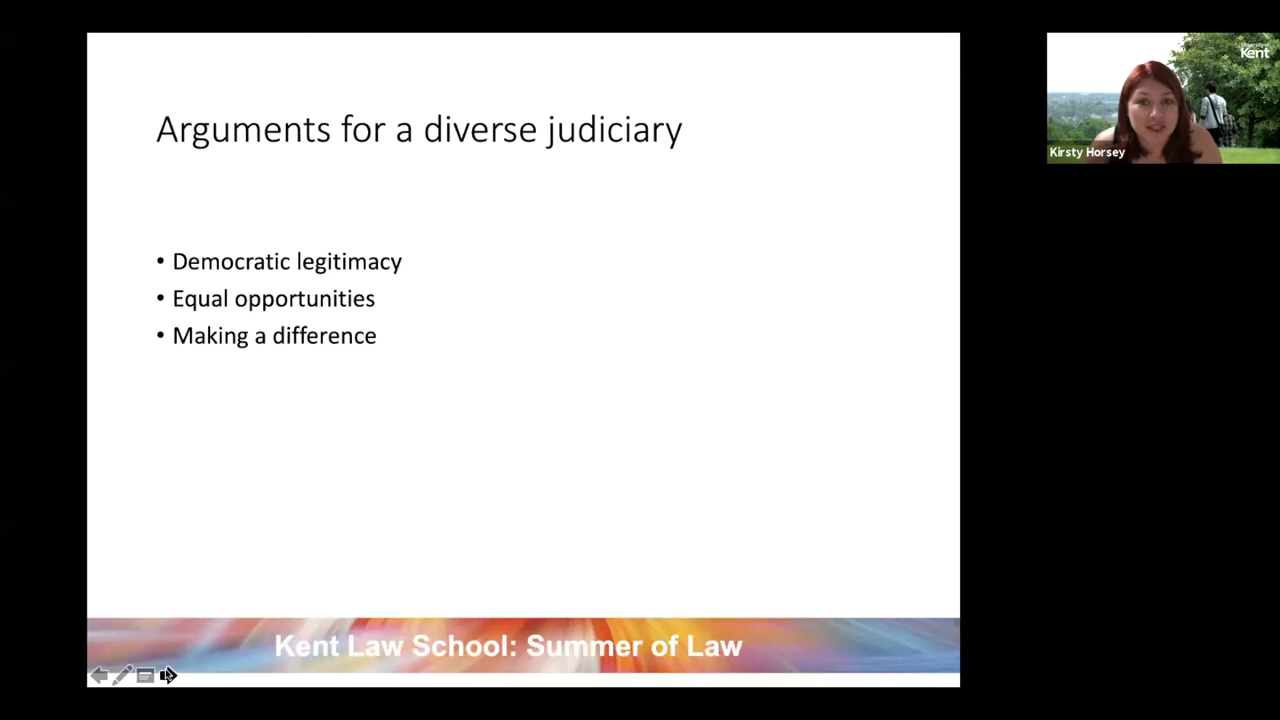 Arguments for a diverse judiciary
• Democratic legitimacy
• Equal opportunities
• Making a difference
Kent Law School: Summer of Law
Kent
Kirsty Horsey